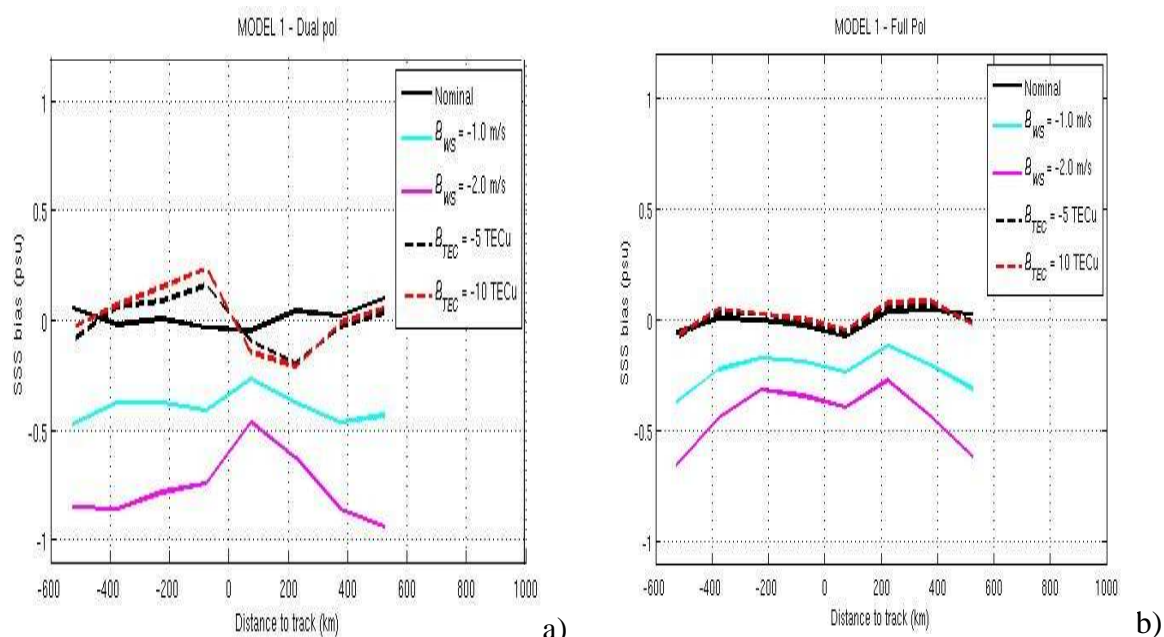 MODEL 1 - Dual pol
1
0.5
0
-0.5
-1
SSS bias (psu)
-600
-400
-200
0
200
400
600
800
1000
Distance to track (km)
Nominal
B_WS = -1.0 m/s
B_WS = -2.0 m/s
B_TEC = -5 TECu
B_TEC = -10 TECu
a)
MODEL 1 - Full Pol
1
0.5
0
-0.5
-1
SSS bias (psu)
-600
-400
-200
0
200
400
600
800
1000
Distance to track (km)
Nominal
B_WS = -1.0 m/s
B_WS = -2.0 m/s
B_TEC = -5 TECu
B_TEC = 10 TECu
b)